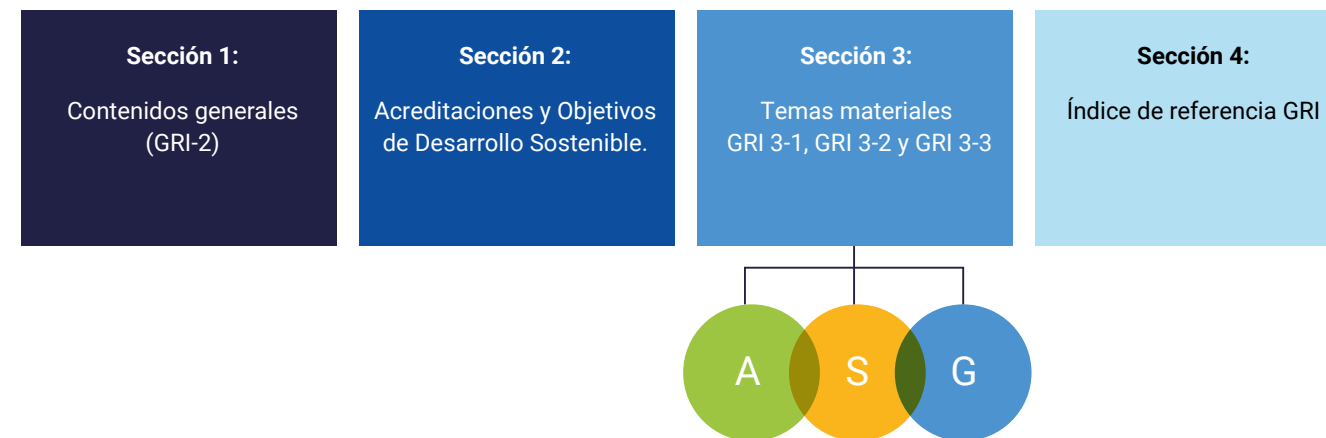 Sección 1:
Contenidos generales
(GRI-2)
Sección 2:
Acreditaciones y Objetivos
de Desarrollo Sostenible.
Sección 3:
Temas materiales
GRI 3-1, GRI 3-2 y GRI 3-3
Sección 4:
Índice de referencia GRI
A
S
G